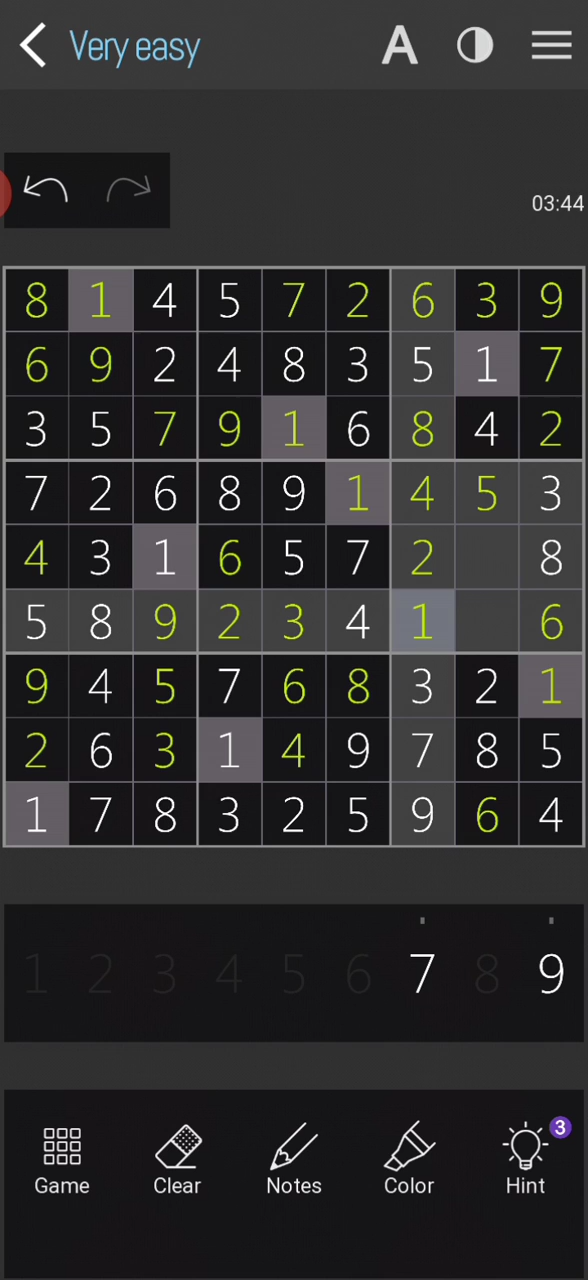 Very easy
A
03:44
8 1 4 5 7 2 6 3 9
6 9 2 4 8 3 5 1 7
3 5 7 9 1 6 8 4 2
7 2 6 8 9 1 4 5 3
4 3 1 6 5 7 2 8
5 8 9 2 3 4 1 6
9 4 5 7 6 8 3 2 1
2 6 3 1 4 9 7 8 5
1 7 8 3 2 5 9 6 4
1 2 3 4 5 6 7 8 9
3
Game Clear Notes Color Hint